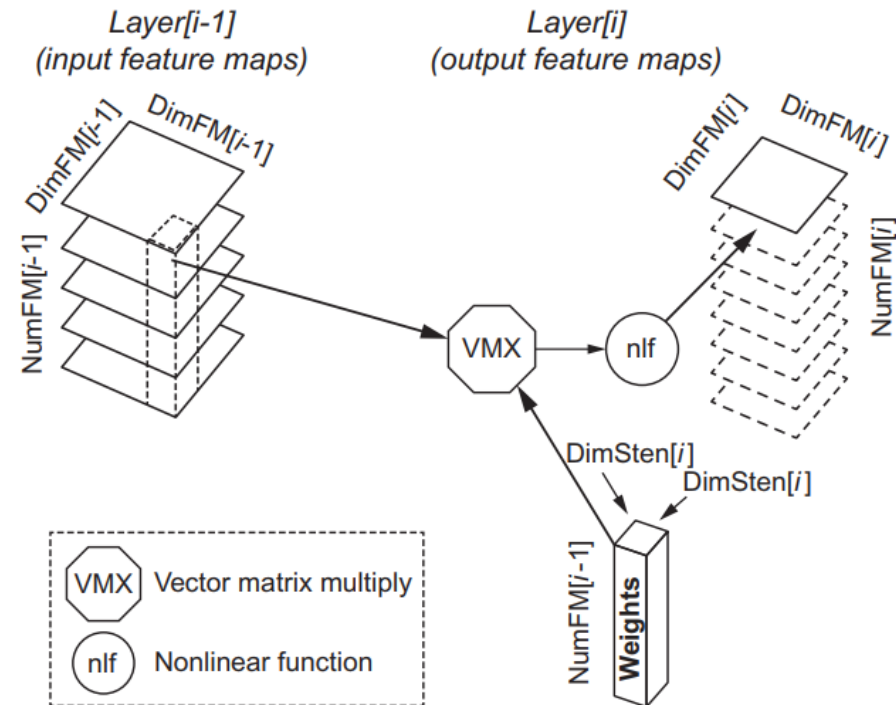 Layer[i-1]
(input feature maps)
Layer[i]
(output feature maps)
DimFM[i-1]
DimFM[i-1]
NumFM[i-1]
DimFM[i]
DimFM[i]
NumFM[i]
VMX
nlf
DimSten[i]
DimSten[i]
NumFM[i-1]
Weights
VMX Vector matrix multiply
nlf Nonlinear function